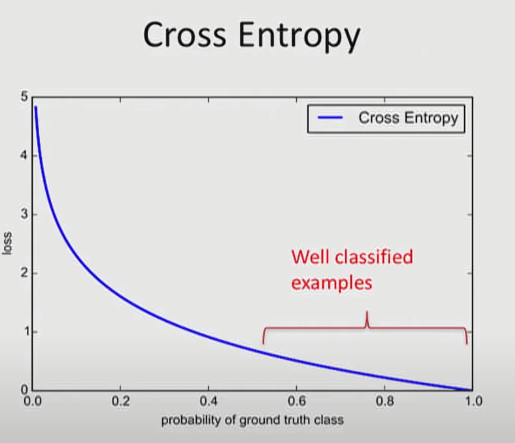 Cross Entropy
5
4
3
2
1
0
loss
Cross Entropy
Well classified
examples
0.0 0.2 0.4 0.6 0.8 1.0
probability of ground truth class